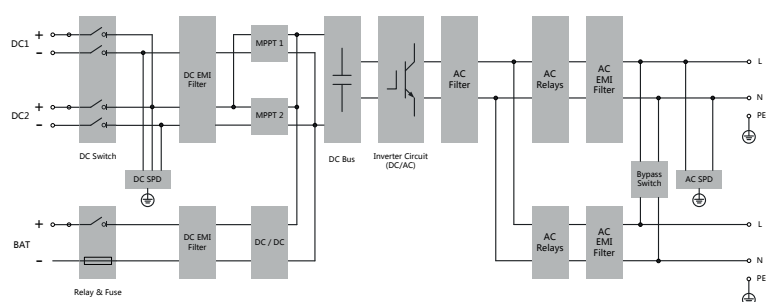 DC1
+
-
DC2
+
-
DC Switch
DC SPD
DC EMI
Filter
MPPT 1
MPPT 2
DC Bus
Inverter Circuit
(DC/AC)
AC
Filter
AC
Relays
AC
EMI
Filter
L
N
PE
Bypass
Switch
AC SPD
BAT
+
-
Relay & Fuse
DC EMI
Filter
DC / DC
AC
Relays
AC
EMI
Filter
L
N
PE